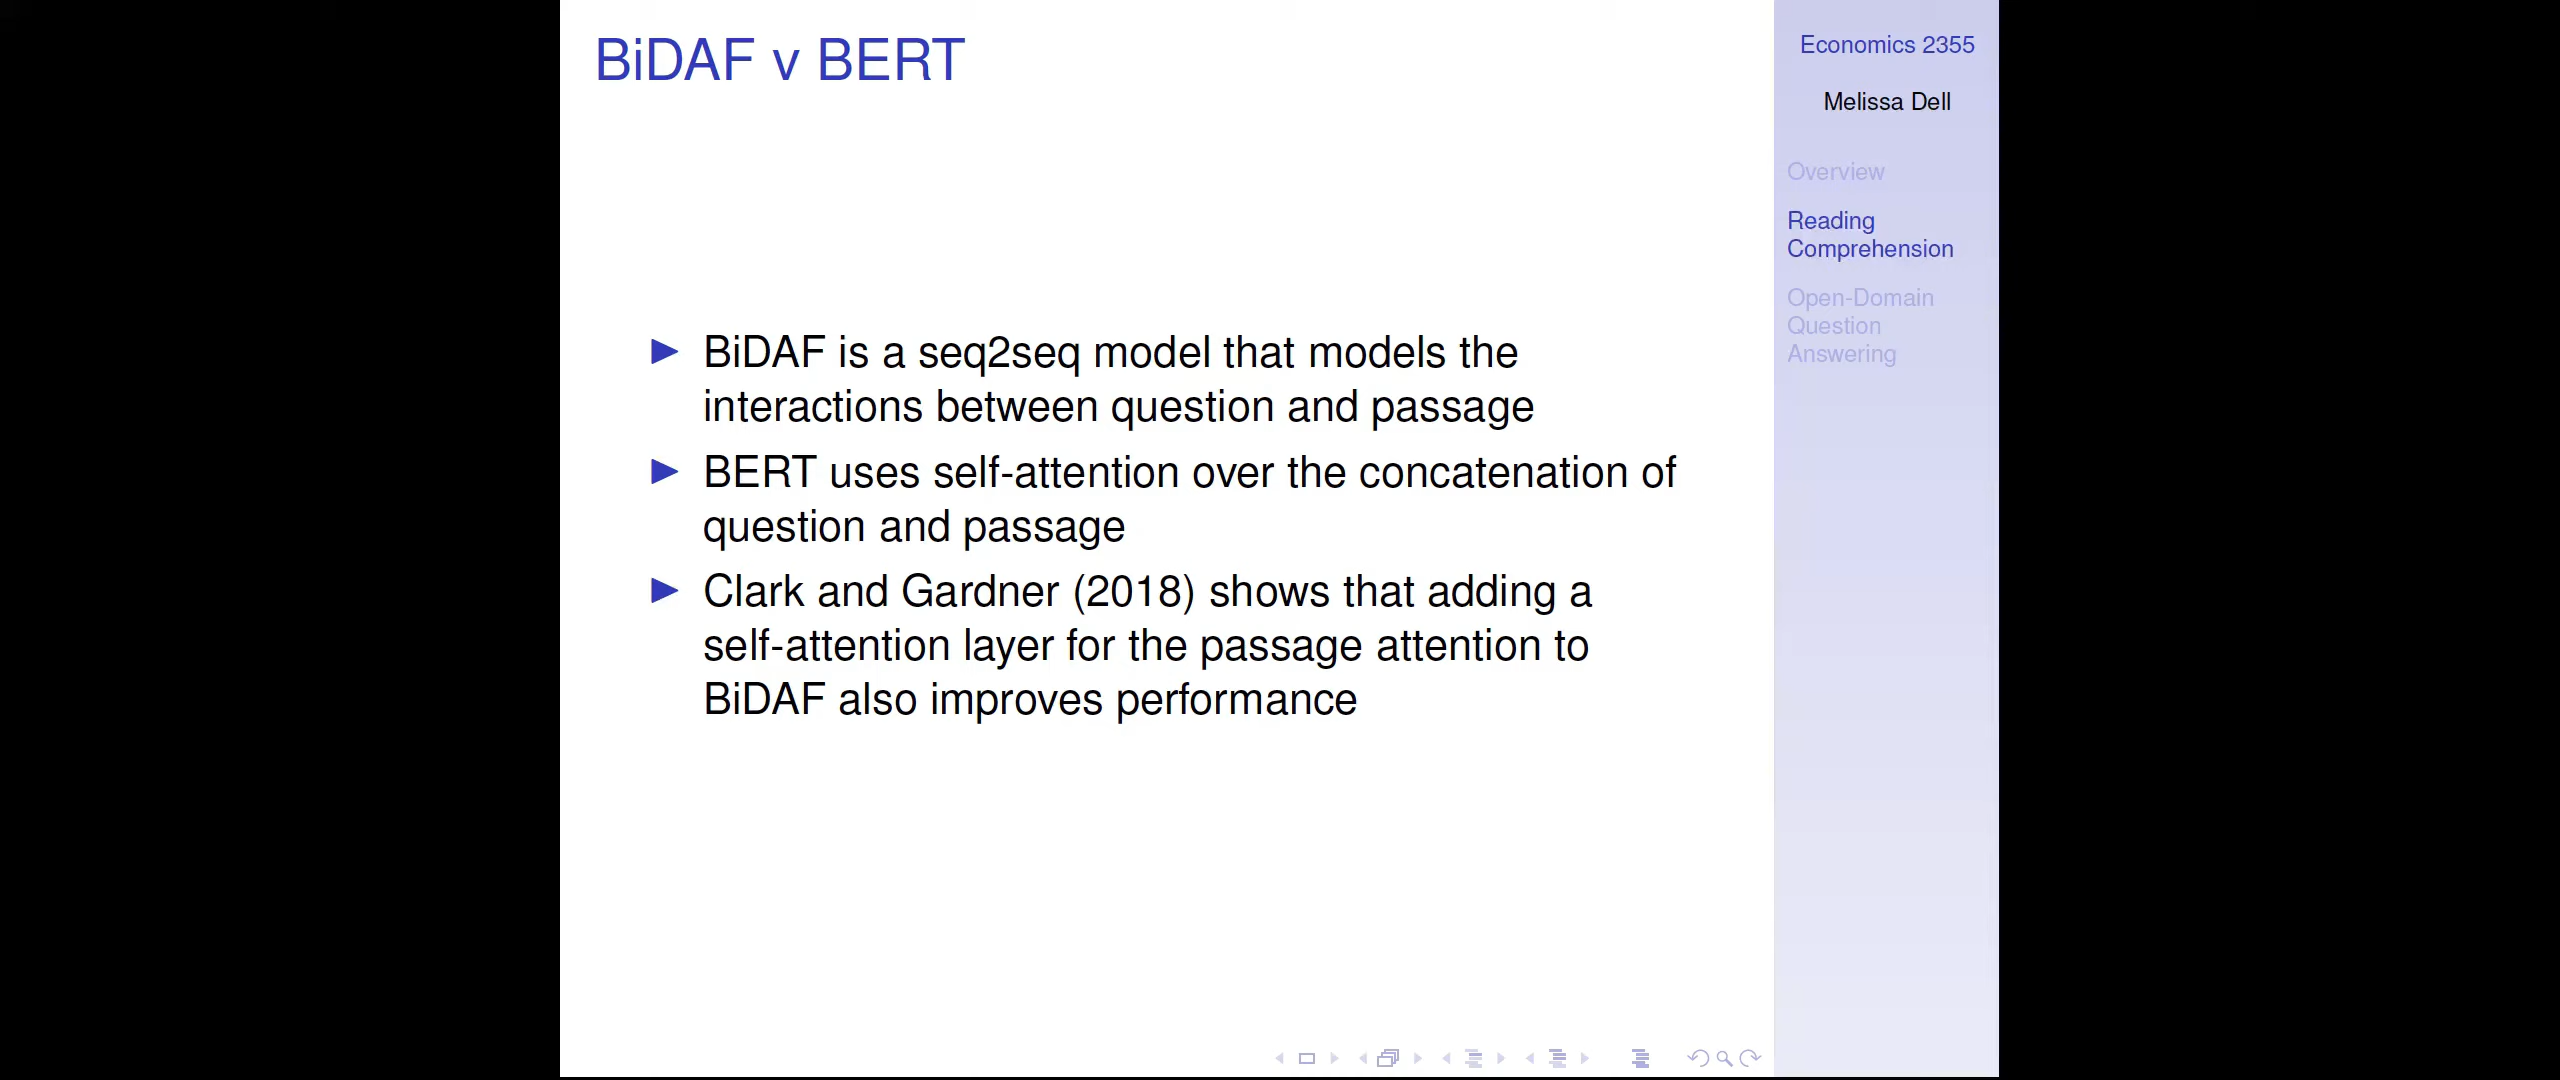 BiDAF v BERT
BiDAF is a seq2seq model that models the
interactions between question and passage
BERT uses self-attention over the concatenation of
question and passage
Clark and Gardner (2018) shows that adding a
self-attention layer for the passage attention to
BiDAF also improves performance
Economics 2355
Melissa Dell
Overview
Reading
Comprehension
Open-Domain
Question
Answering